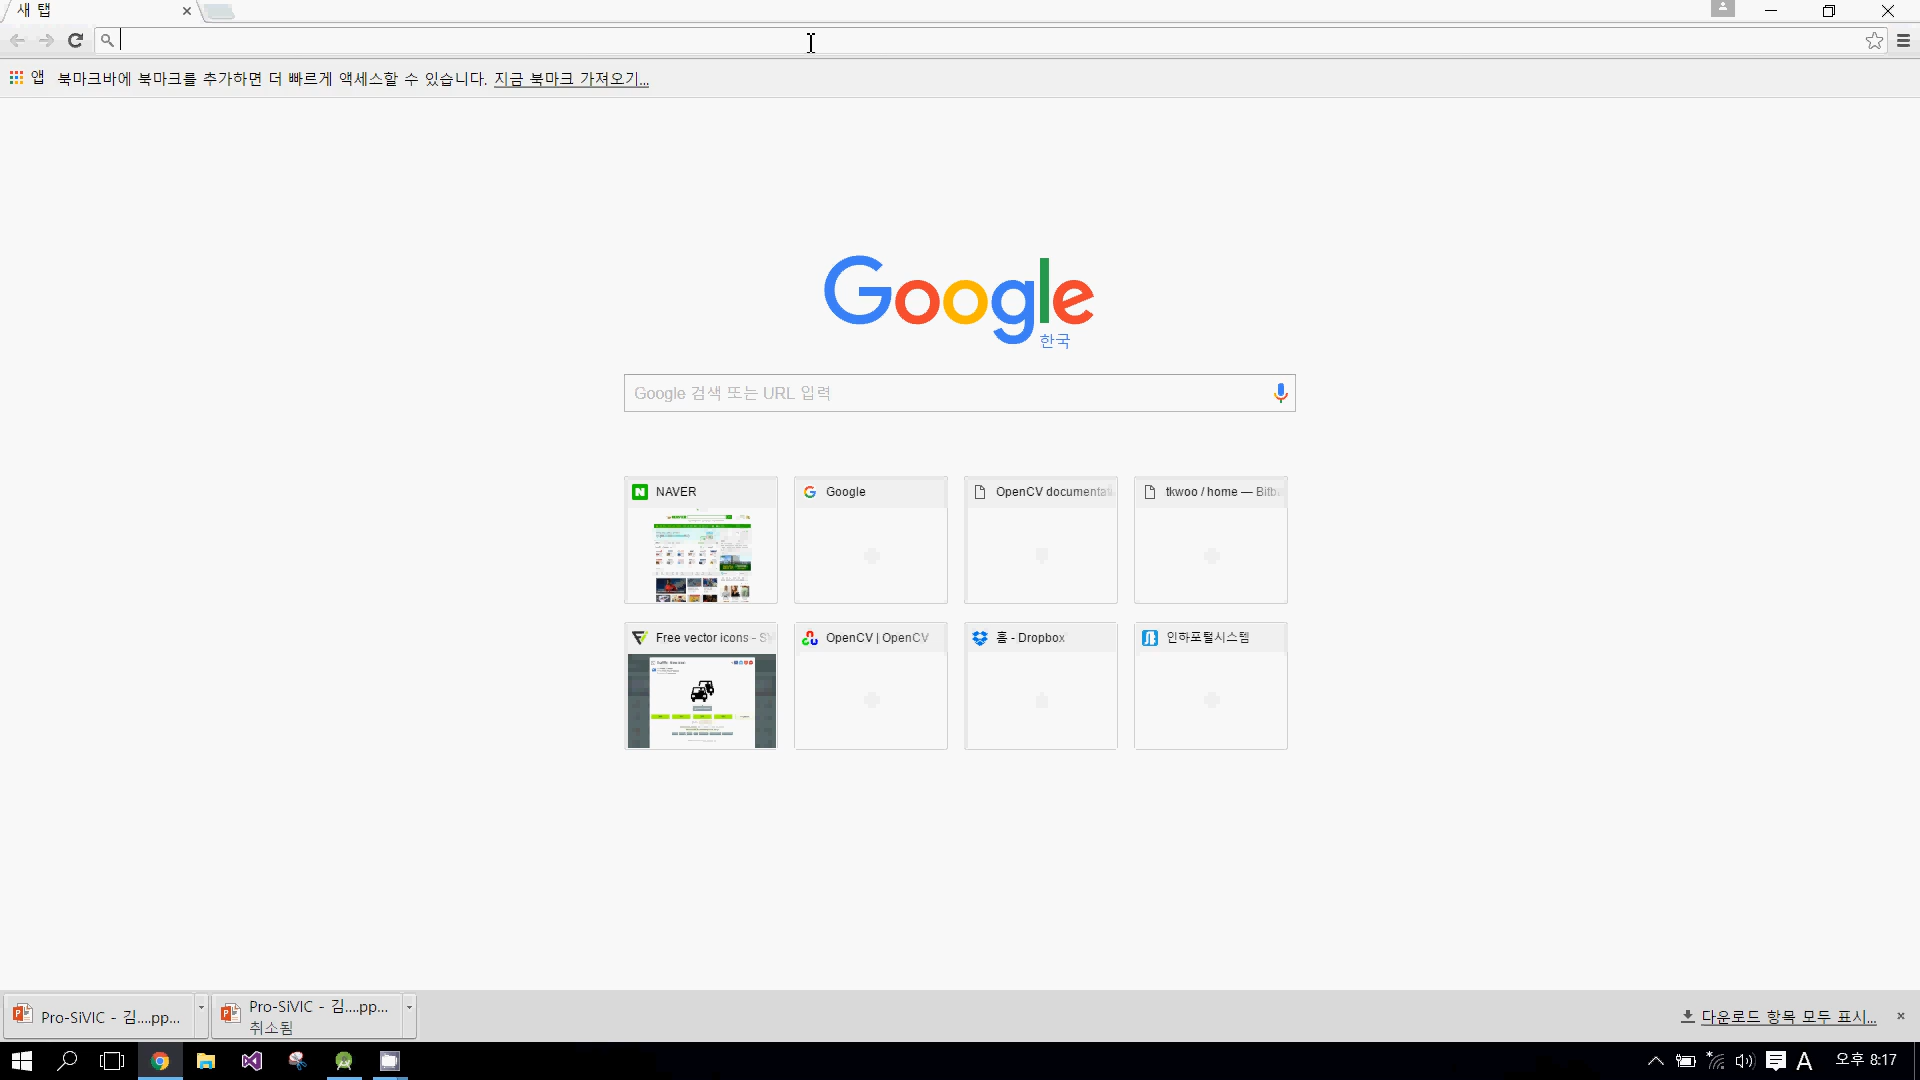 새 탭
앱 북마크바에 북마크를 추가하면 더 빠르게 액세스할 수 있습니다. 지금 북마크 가져오기...
Google
한국
Google 검색 또는 URL 입력
NAVER
Google
OpenCV documentati
tkwoo / home — Bitbu
Free vector icons - SV
OpenCV | OpenCV
홈 - Dropbox
인하포털시스템
Pro-SiVIC - 김....pp...
Pro-SiVIC - 김....pp...
취소됨
다운로드 항목 모두 표시...
A
오후 8:17